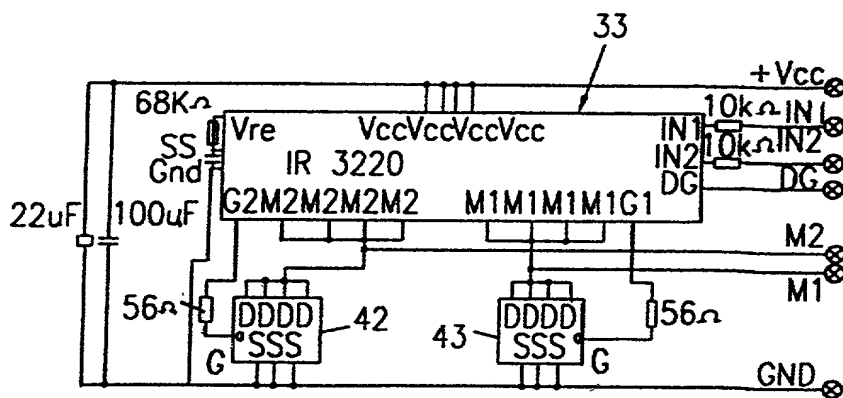 33
+Vcc
68KΩ
10kΩ IN1
Vre VccVccVccVcc IN1
10kΩ IN2
SS
IN2
Gnd IR 3220
DG DG
G2M2M2M2M2 M1M1M1M1G1
22uF 100uF
M2
M1
56Ω DDDD 42 43 DDDD 56Ω
SSS SSS
G G
GND